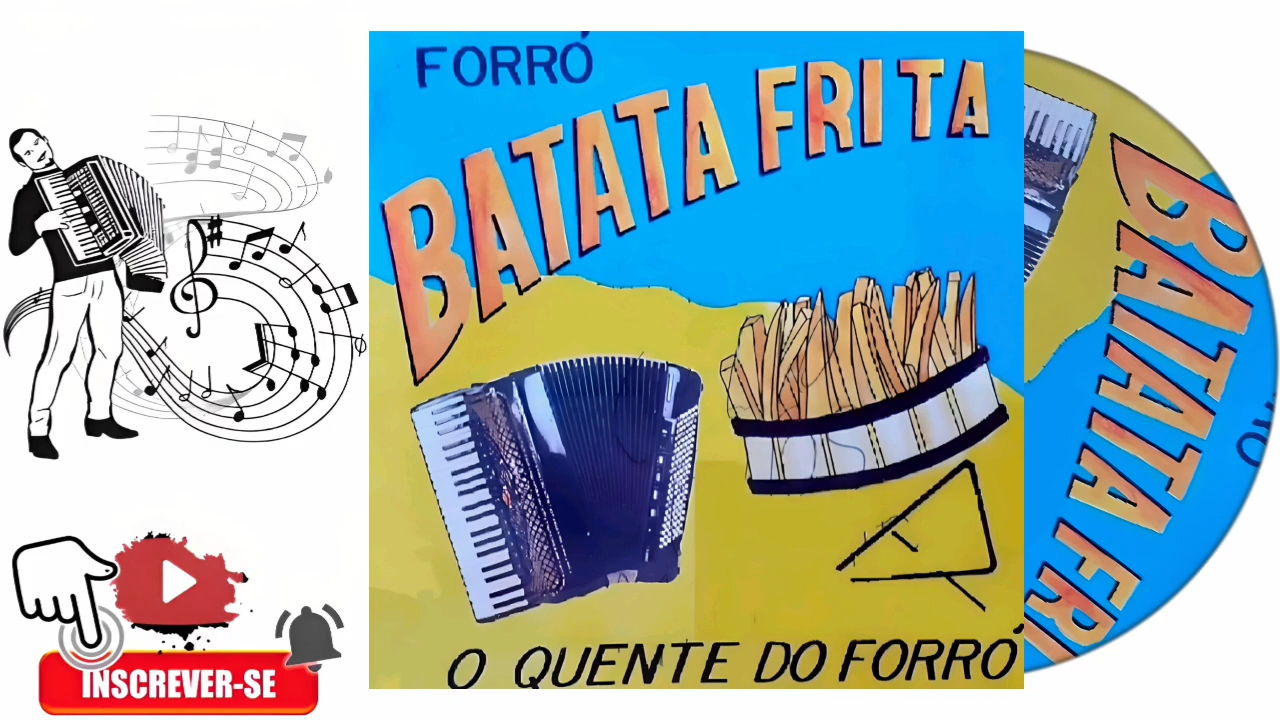 FORRÓ
BATATA FRITA
O QUENTE DO FORRÓ
BATATA FRI
INSCREVER-SE